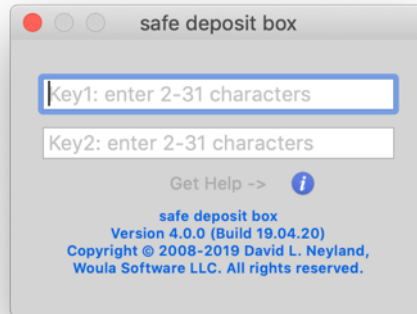 safe deposit box
Key1: enter 2-31 characters
Key2: enter 2-31 characters
Get Help ->
safe deposit box
Version 4.0.0 (Build 19.04.20)
Copyright © 2008-2019 David L. Neyland,
Woula Software LLC. All rights reserved.